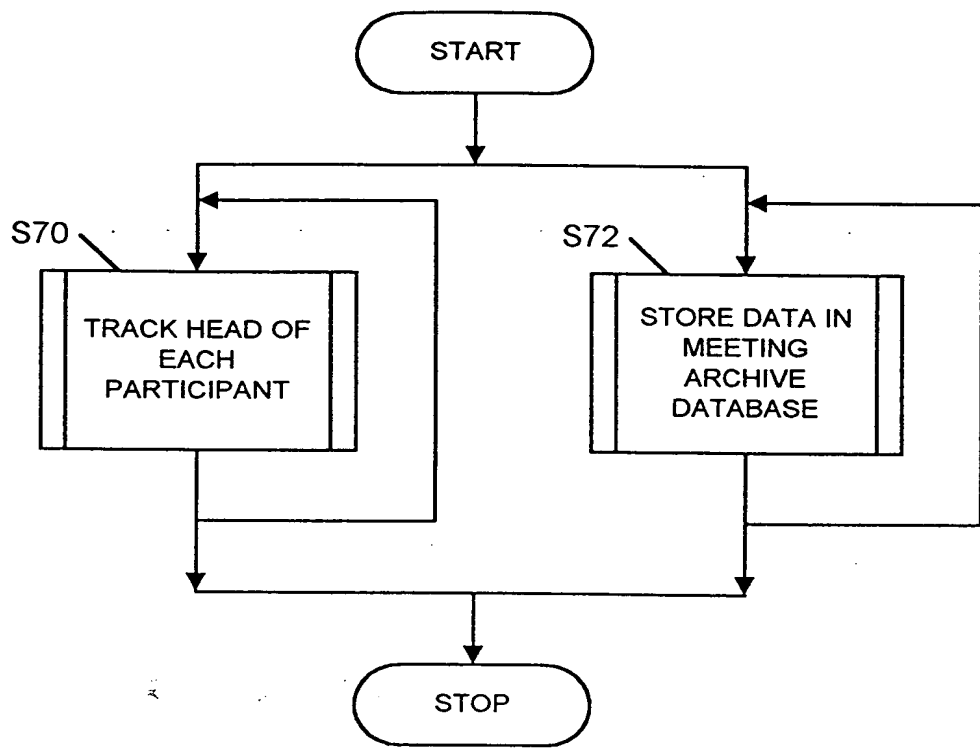 START
S70
TRACK HEAD OF
EACH
PARTICIPANT
S72
STORE DATA IN
MEETING
ARCHIVE
DATABASE
STOP